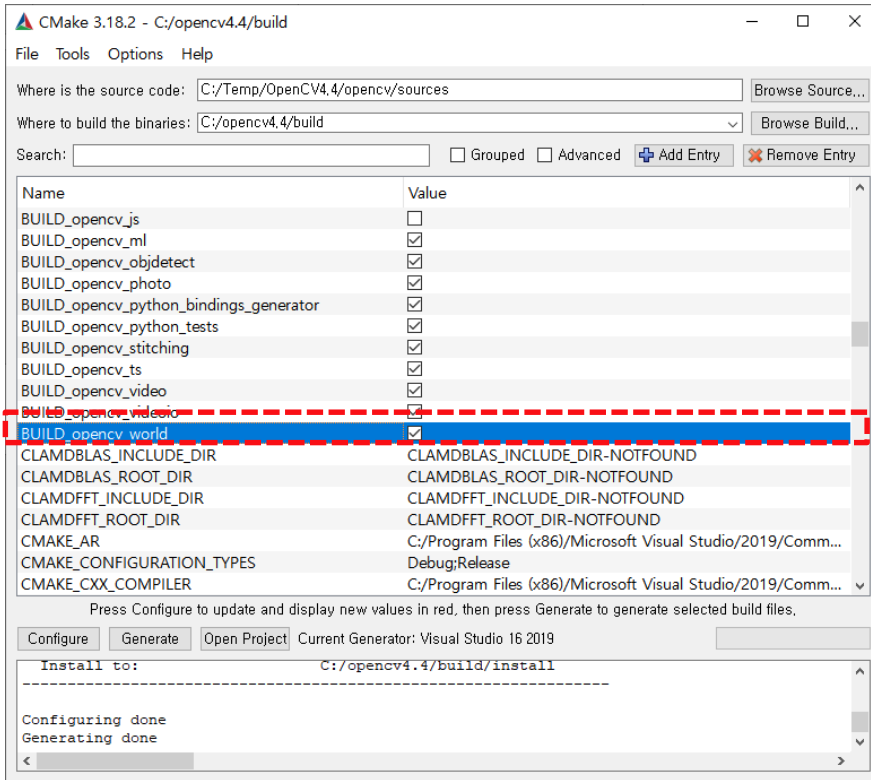 CMake 3.18.2 - C:/opencv4.4/build
File Tools Options Help
Where is the source code: C:/Temp/OpenCV4,4/opencv/sources Browse Source,,,
Where to build the binaries: C:/opencv4,4/build Browse Build,,,
Search: Grouped Advanced Add Entry Remove Entry
Name Value
BUILD_opencv_js
BUILD_opencv_ml
BUILD_opencv_objdetect
BUILD_opencv_photo
BUILD_opencv_python_bindings_generator
BUILD_opencv_python_tests
BUILD_opencv_stitching
BUILD_opencv_ts
BUILD_opencv_video
BUILD_opencv_videoio
BUILD_opencv_world
CLAMDBLAS_INCLUDE_DIR CLAMDBLAS_INCLUDE_DIR-NOTFOUND
CLAMDBLAS_ROOT_DIR CLAMDBLAS_ROOT_DIR-NOTFOUND
CLAMDFFT_INCLUDE_DIR CLAMDFFT_INCLUDE_DIR-NOTFOUND
CLAMDFFT_ROOT_DIR CLAMDFFT_ROOT_DIR-NOTFOUND
CMAKE_AR C:/Program Files (x86)/Microsoft Visual Studio/2019/Comm...
CMAKE_CONFIGURATION_TYPES Debug;Release
CMAKE_CXX_COMPILER C:/Program Files (x86)/Microsoft Visual Studio/2019/Comm...
Press Configure to update and display new values in red, then press Generate to generate selected build files,
Configure Generate Open Project Current Generator: Visual Studio 16 2019
Install to: C:/opencv4.4/build/install
-----------------------------------------------------------------
Configuring done
Generating done